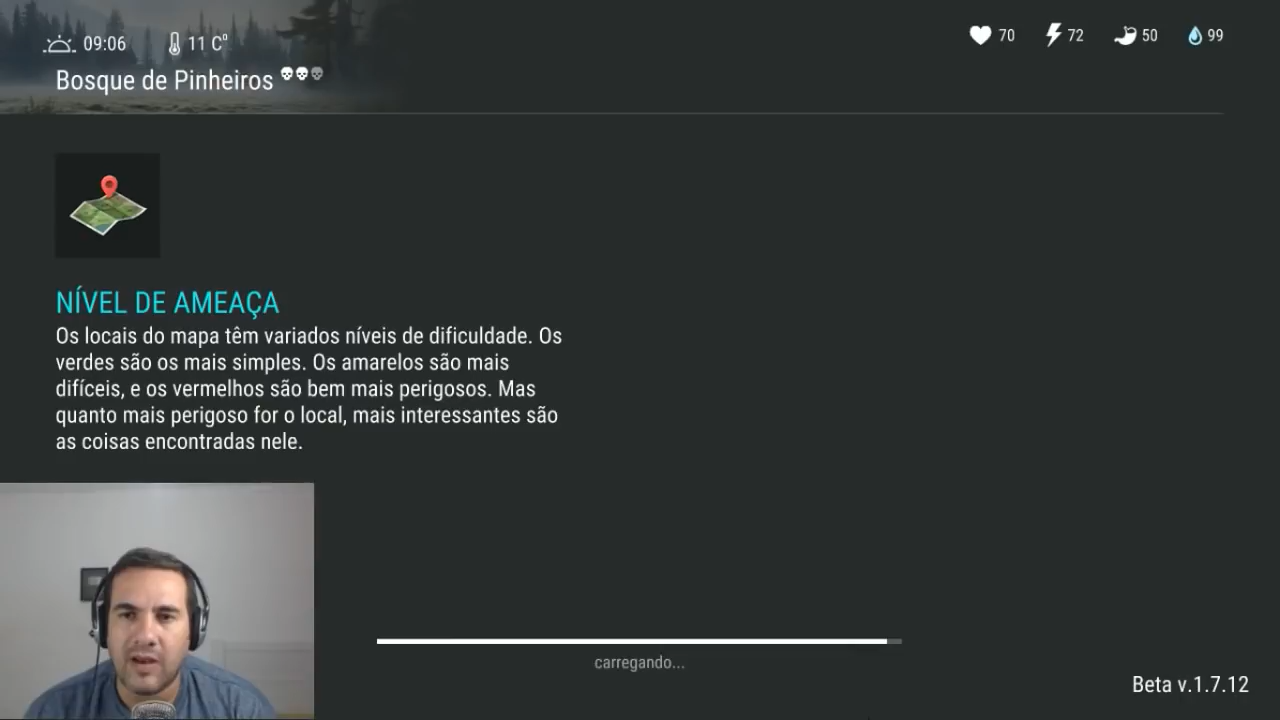 09:06
11 Cº
70
72
50
99
Bosque de Pinheiros
NÍVEL DE AMEAÇA
Os locais do mapa têm variados níveis de dificuldade. Os
verdes são os mais simples. Os amarelos são mais
difíceis, e os vermelhos são bem mais perigosos. Mas
quanto mais perigoso for o local, mais interessantes são
as coisas encontradas nele.
carregando...
Beta v.1.7.12